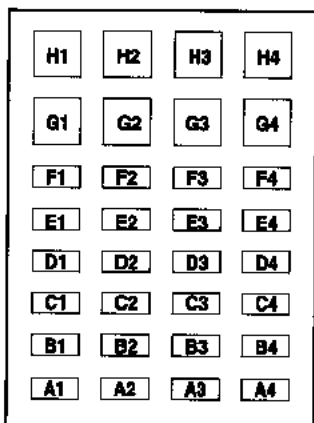 H1 H2 H3 H4
G1 G2 G3 G4
F1 F2 F3 F4
E1 E2 E3 E4
D1 D2 D3 D4
C1 C2 C3 C4
B1 B2 B3 B4
A1 A2 A3 A4